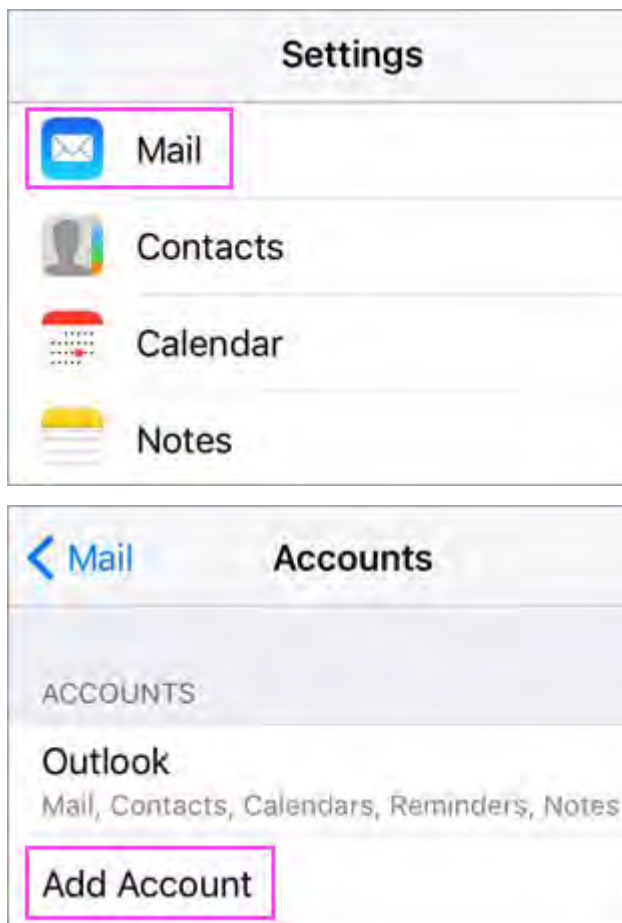 Settings
Mail
Contacts
Calendar
Notes
Mail Accounts
ACCOUNTS
Outlook
Mail, Contacts, Calendars, Reminders, Notes
Add Account